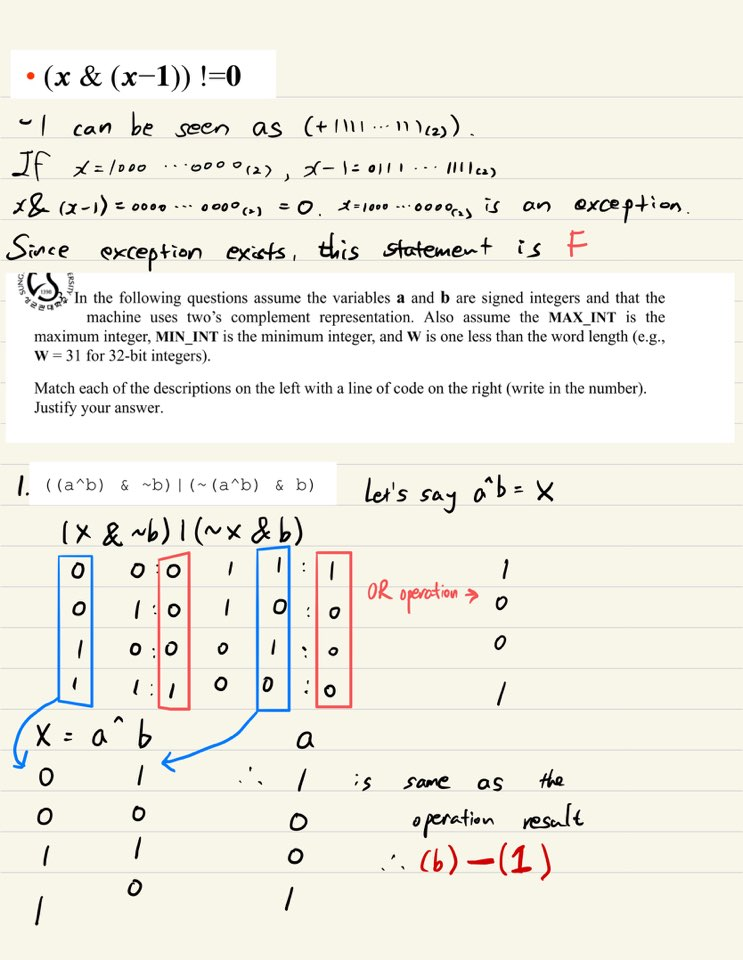 • (x & (x−1)) !=0
-1 can be seen as (+1111 ... 111(2)).
If x=1000 ... 0000(2), x-1=0111 ... 1111(2)
x& (x-1) = 0000 ... 0000(2) = 0. x=1000 ... 0000(2) is an exception.
Since exception exists, this statement is F
In the following questions assume the variables a and b are signed integers and that the
machine uses two's complement representation. Also assume the MAX_INT is the
maximum integer, MIN_INT is the minimum integer, and W is one less than the word length (e.g.,
W = 31 for 32-bit integers).
Match each of the descriptions on the left with a line of code on the right (write in the number).
Justify your answer.
1. ((a^b) & ~b)|(~(a^b) & b) Let's say a^b = X
(X & ~b)|(~X & b)
0 0:0 1 1:1 1
0 1:0 1 0:0 OR operation → 0
1 0:0 0 1:0 0
1 1:1 0 0:0 1
X = a^b a
0 1 ∴ 1 is same as the
0 0 0 operation result
1 1 0 ∴ (b) — (1)
1 0 1